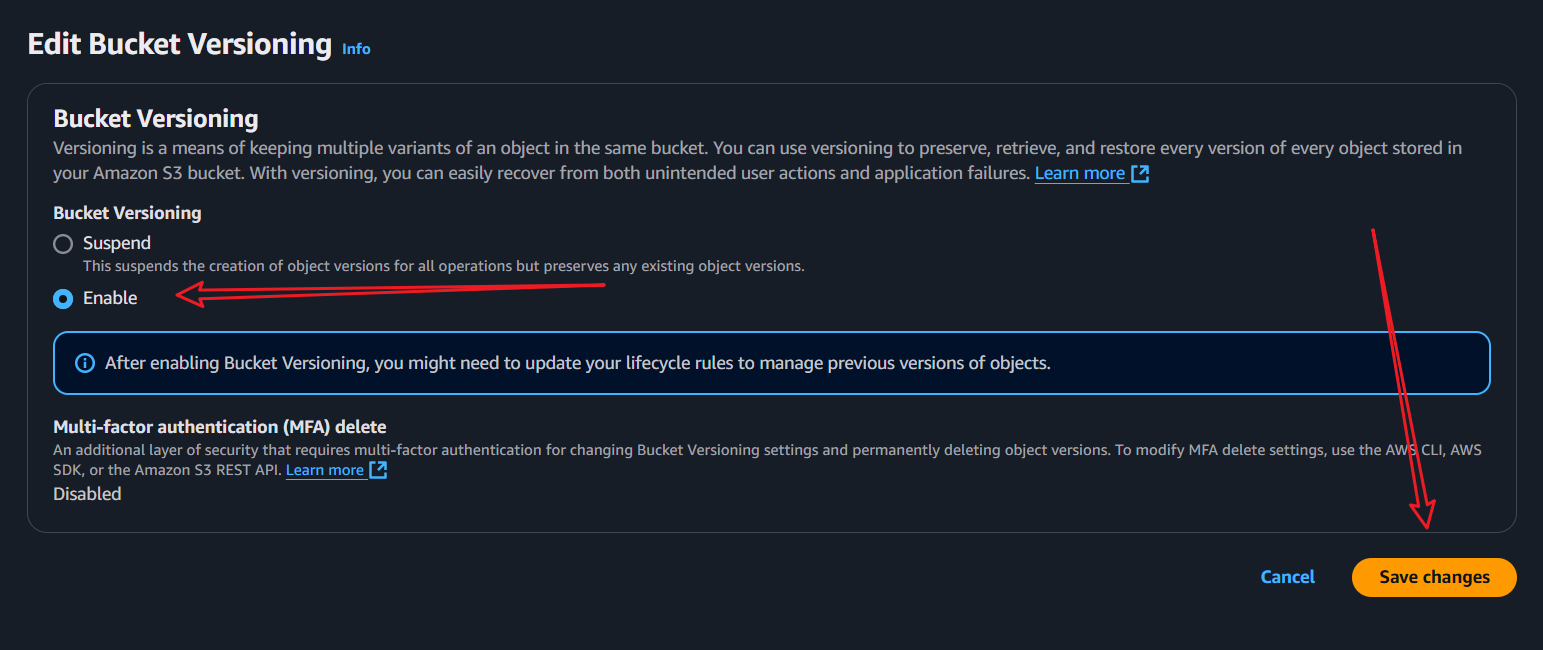 Edit Bucket Versioning Info
Bucket Versioning
Versioning is a means of keeping multiple variants of an object in the same bucket. You can use versioning to preserve, retrieve, and restore every version of every object stored in
your Amazon S3 bucket. With versioning, you can easily recover from both unintended user actions and application failures. Learn more
Bucket Versioning
Suspend
This suspends the creation of object versions for all operations but preserves any existing object versions.
Enable
After enabling Bucket Versioning, you might need to update your lifecycle rules to manage previous versions of objects.
Multi-factor authentication (MFA) delete
An additional layer of security that requires multi-factor authentication for changing Bucket Versioning settings and permanently deleting object versions. To modify MFA delete settings, use the AWS CLI, AWS
SDK, or the Amazon S3 REST API. Learn more
Disabled
Cancel Save changes